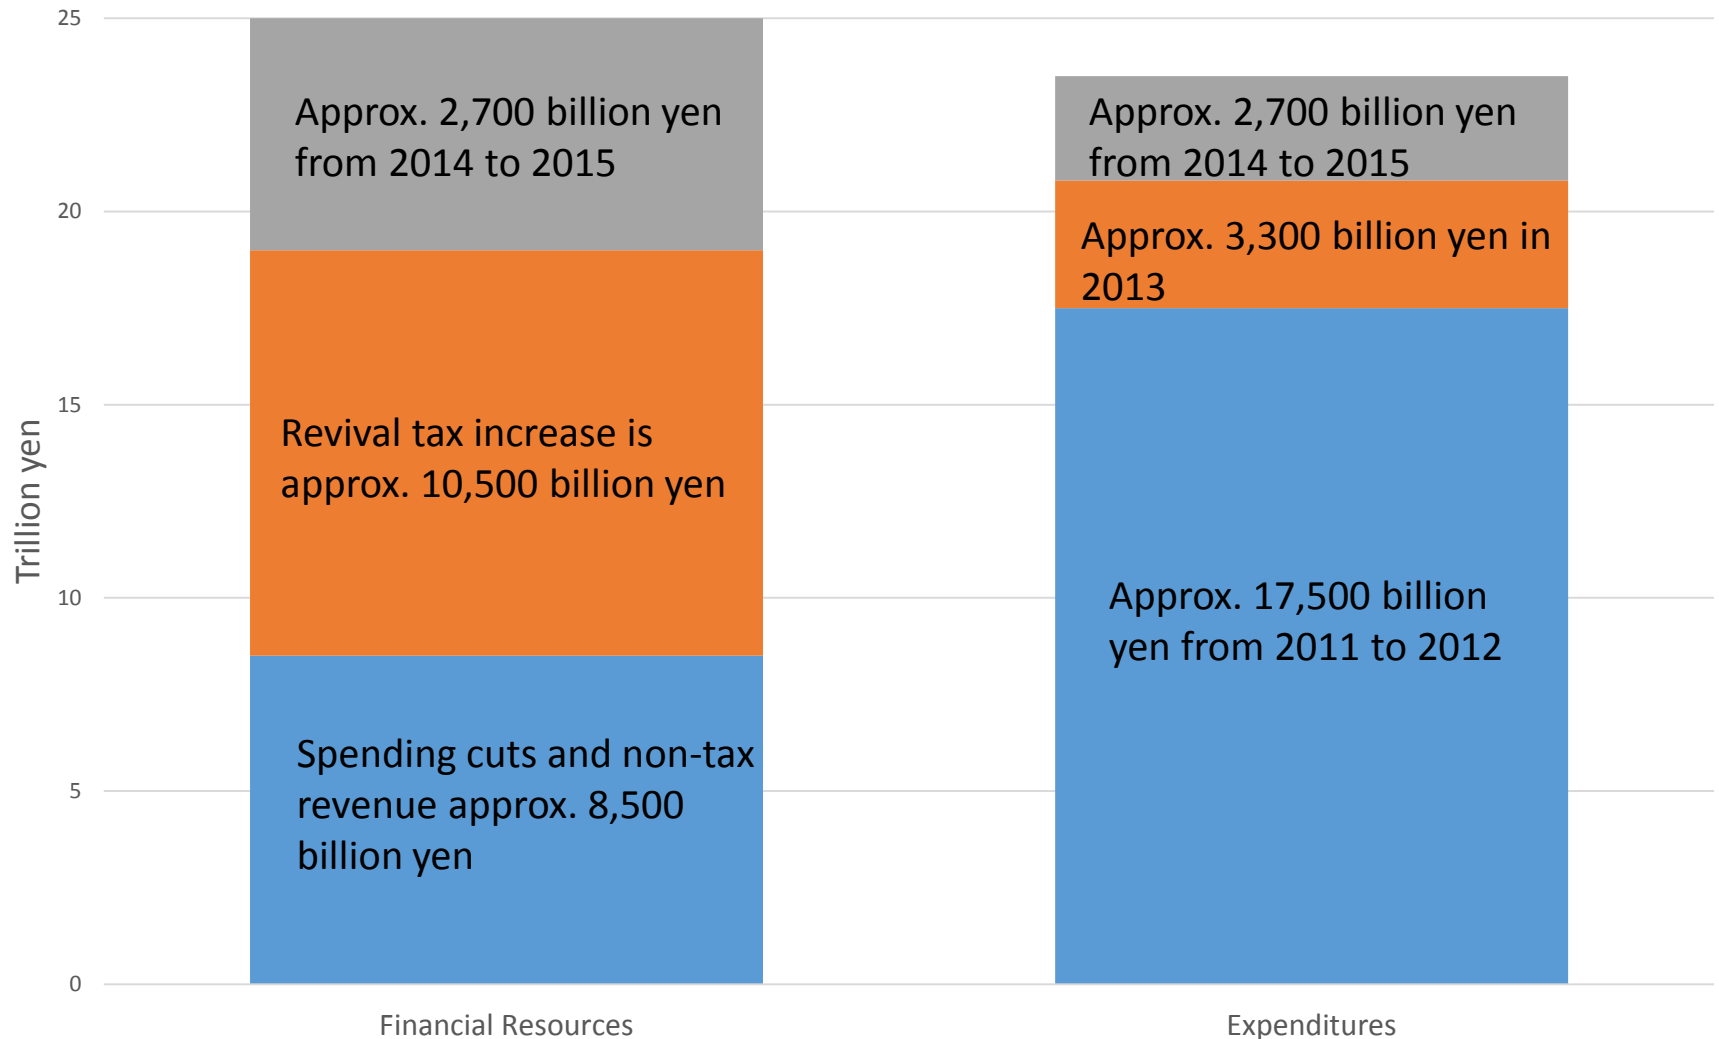 Trillion yen
25
20
15
10
5
0
Approx. 2,700 billion yen
from 2014 to 2015
Revival tax increase is
approx. 10,500 billion yen
Spending cuts and non-tax
revenue approx. 8,500
billion yen
Approx. 2,700 billion yen
from 2014 to 2015
Approx. 3,300 billion yen in
2013
Approx. 17,500 billion
yen from 2011 to 2012
Financial Resources
Expenditures